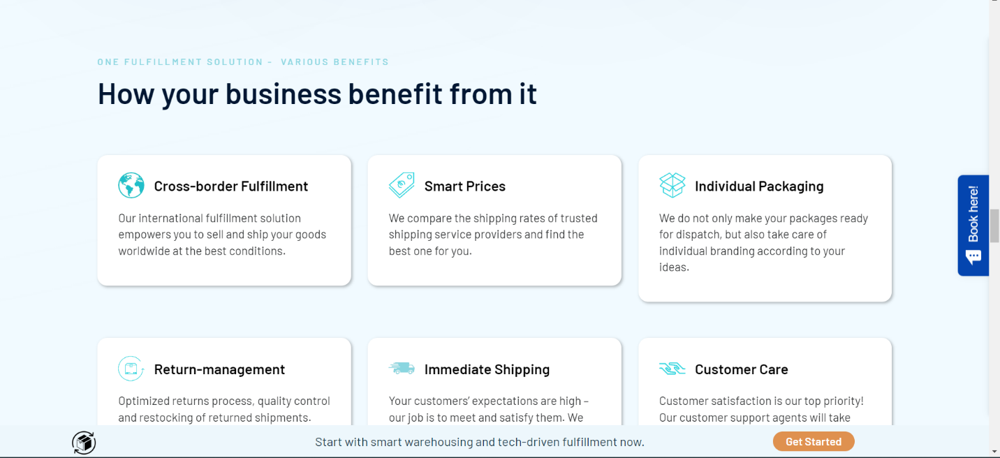 ONE FULFILLMENT SOLUTION - VARIOUS BENEFITS
How your business benefit from it
Cross-border Fulfillment
Our international fulfillment solution
empowers you to sell and ship your goods
worldwide at the best conditions.
Smart Prices
We compare the shipping rates of trusted
shipping service providers and find the
best one for you.
Individual Packaging
We do not only make your packages ready
for dispatch, but also take care of
individual branding according to your
ideas.
Book here!
Return-management
Optimized returns process, quality control
and restocking of returned shipments.
Immediate Shipping
Your customers’ expectations are high –
our job is to meet and satisfy them. We
Customer Care
Customer satisfaction is our top priority!
Our customer support agents will take
Start with smart warehousing and tech-driven fulfillment now.
Get Started